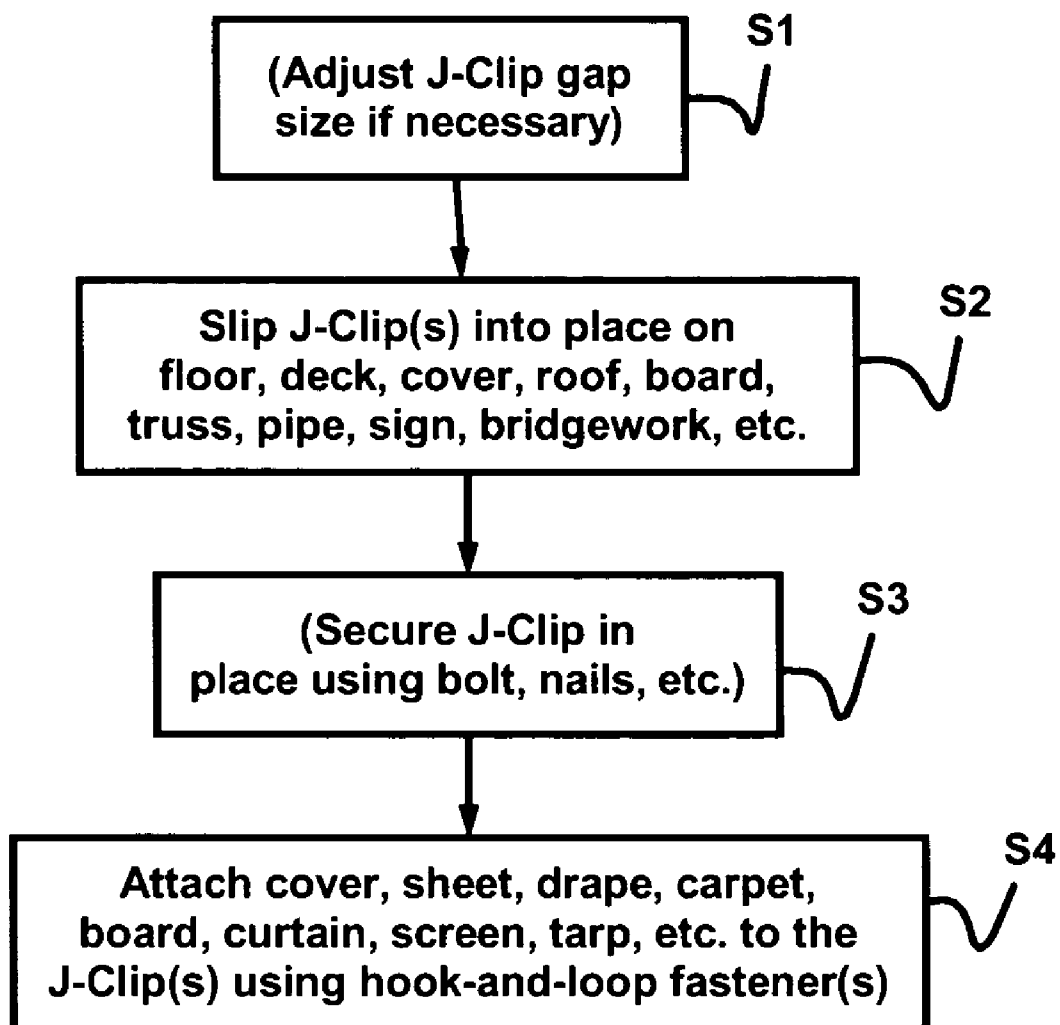 S1
(Adjust J-Clip gap
size if necessary)
S2
Slip J-Clip(s) into place on
floor, deck, cover, roof, board,
truss, pipe, sign, bridgework, etc.
S3
(Secure J-Clip in
place using bolt, nails, etc.)
S4
Attach cover, sheet, drape, carpet,
board, curtain, screen, tarp, etc. to the
J-Clip(s) using hook-and-loop fastener(s)